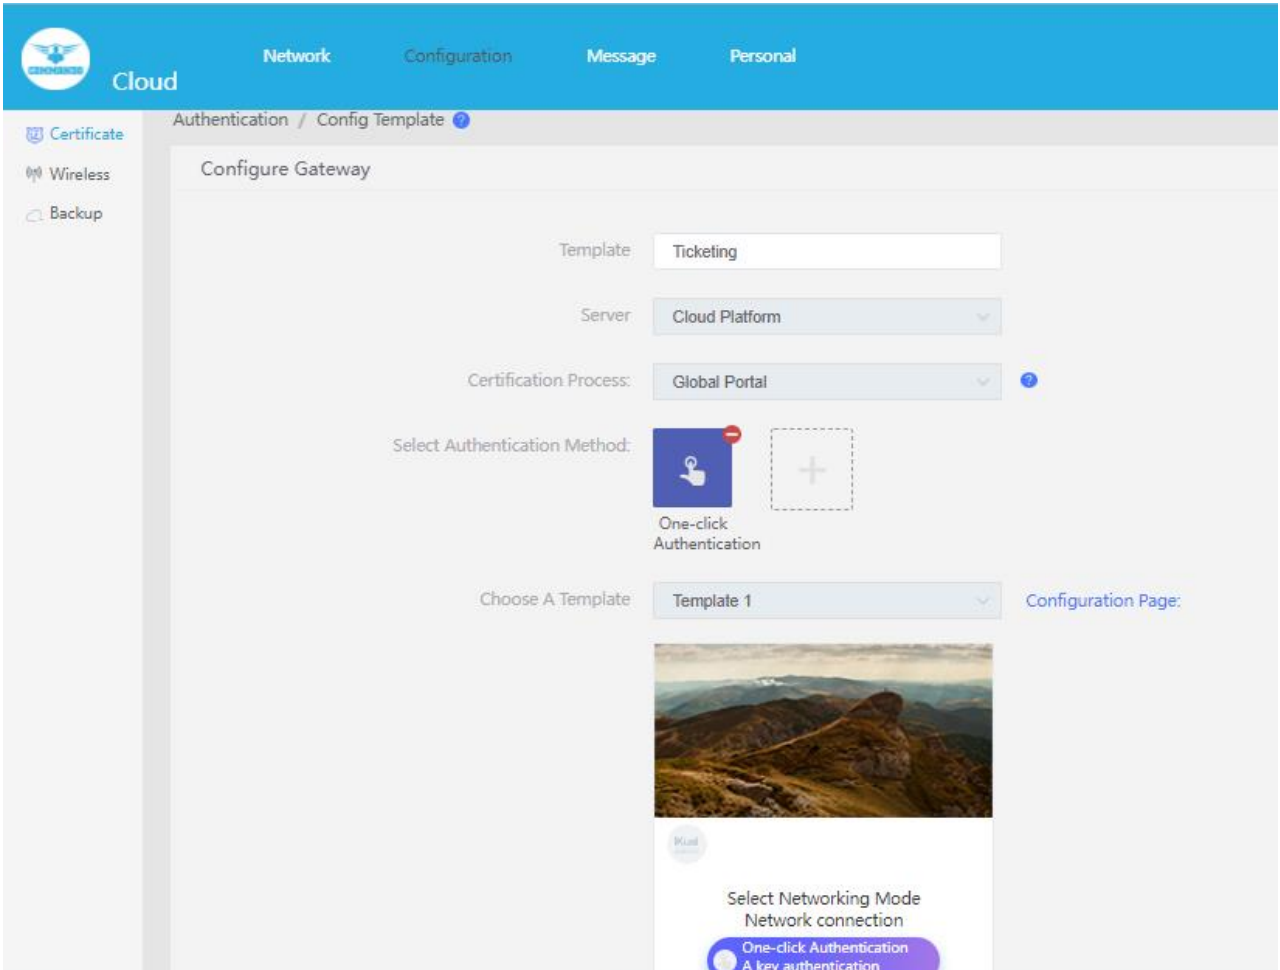 COMMANDO
Cloud
Network
Configuration
Message
Personal
Certificate
Wireless
Backup
Authentication / Config Template ?
Configure Gateway
Template
Ticketing
Server
Cloud Platform
Certification Process:
Global Portal
?
Select Authentication Method:
One-click
Authentication
Choose A Template
Template 1
Configuration Page:
Select Networking Mode
Network connection
One-click Authentication
A key authentication